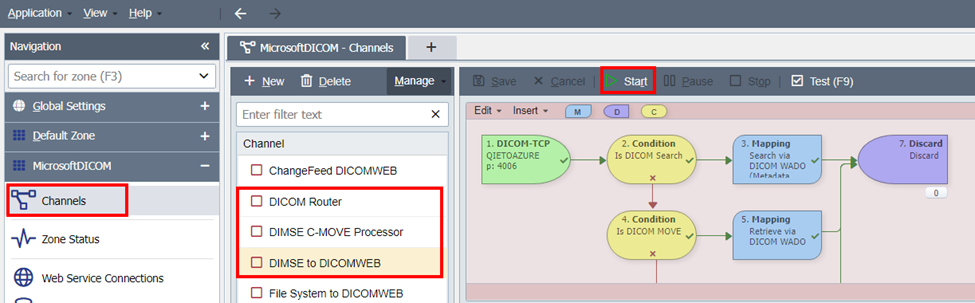 Application View Help
Navigation
MicrosoftDICOM - Channels
Search for zone (F3)
Global Settings
Default Zone
MicrosoftDICOM
Channels
Zone Status
Web Service Connections
New Delete Manage
Enter filter text
Channel
ChangeFeed DICOMWEB
DICOM Router
DIMSE C-MOVE Processor
DIMSE to DICOMWEB
File System to DICOMWEB
Save Cancel Start Pause Stop Test (F9)
Edit Insert M D C
1. DICOM-TCP
QIETOAZURE
p: 4006
2. Condition
Is DICOM Search
3. Mapping
Search via
DICOM WADO
(Metadata
7. Discard
Discard
0
4. Condition
Is DICOM MOVE
5. Mapping
Retrieve via
DICOM WADO